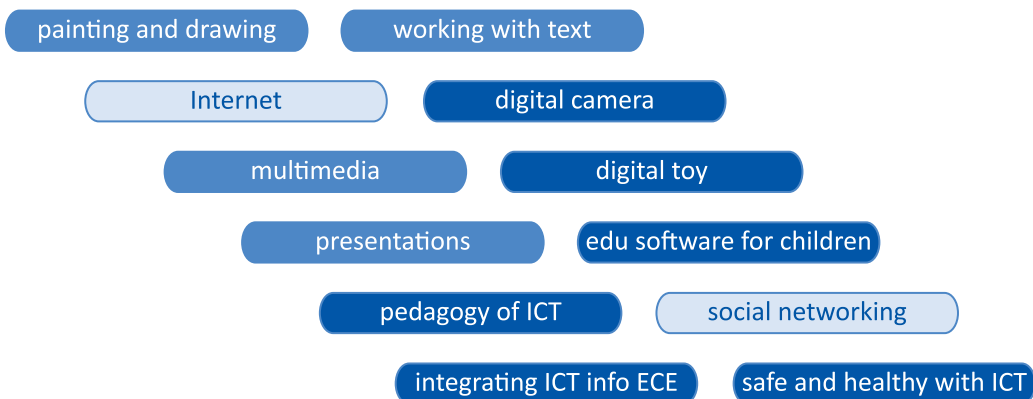 painting and drawing
working with text
Internet
digital camera
multimedia
digital toy
presentations
edu software for children
pedagogy of ICT
social networking
integrating ICT info ECE
safe and healthy with ICT